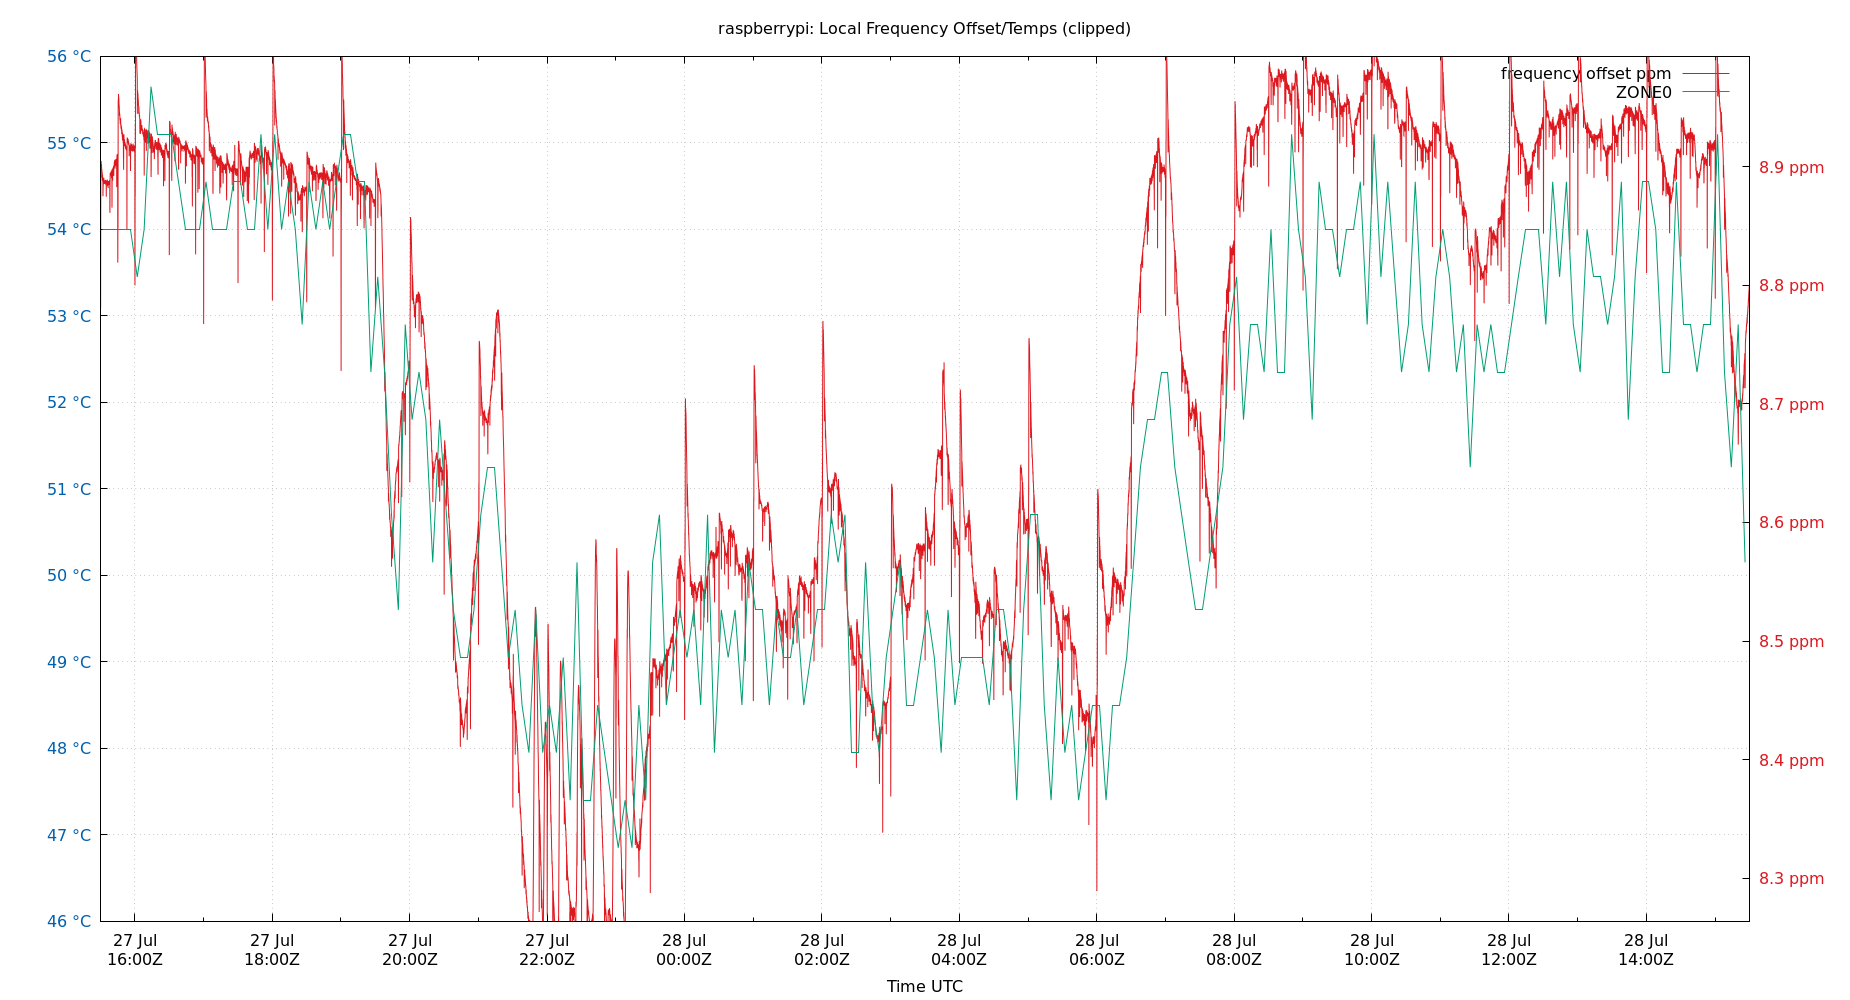 raspberrypi: Local Frequency Offset/Temps (clipped)
56 °C
55 °C
54 °C
53 °C
52 °C
51 °C
50 °C
49 °C
48 °C
47 °C
46 °C
frequency offset ppm
ZONE0
8.9 ppm
8.8 ppm
8.7 ppm
8.6 ppm
8.5 ppm
8.4 ppm
8.3 ppm
27 Jul
16:00Z
27 Jul
18:00Z
27 Jul
20:00Z
27 Jul
22:00Z
28 Jul
00:00Z
28 Jul
02:00Z
28 Jul
04:00Z
28 Jul
06:00Z
28 Jul
08:00Z
28 Jul
10:00Z
28 Jul
12:00Z
28 Jul
14:00Z
Time UTC